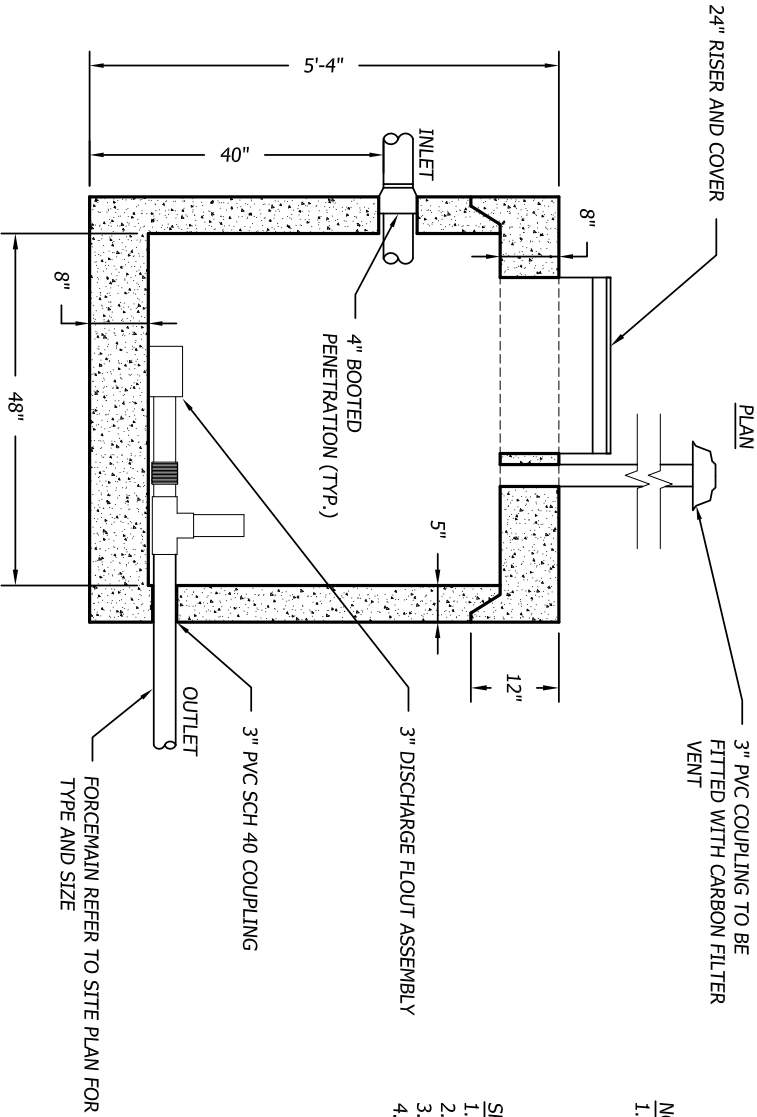 PLAN
24" RISER AND COVER
3" PVC COUPLING TO BE
FITTED WITH CARBON FILTER
VENT
8"
5'-4"
40"
INLET
12"
4" BOOTED
PENETRATION (TYP.)
5"
3" DISCHARGE FLOUT ASSEMBLY
3" PVC SCH 40 COUPLING
OUTLET
8"
48"
FORCEMAIN REFER TO SITE PLAN FOR
TYPE AND SIZE
1.
1.
2.
3.
4.